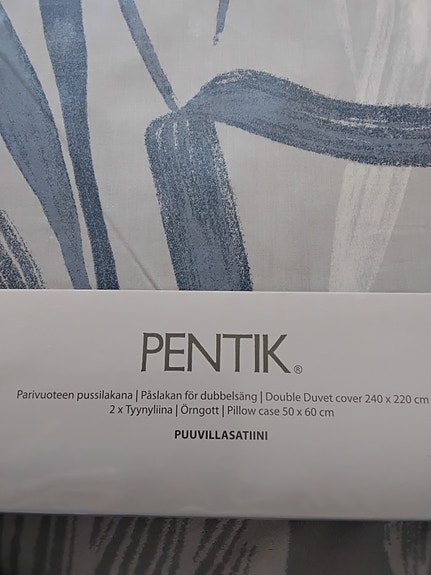 PENTIK®
Parivuoteen pussilakana | Påslakan för dubbelsäng | Double Duvet cover 240 x 220 cm
2 x Tyynyliina | Örngott | Pillow case 50 x 60 cm
PUUVILLASATIINI